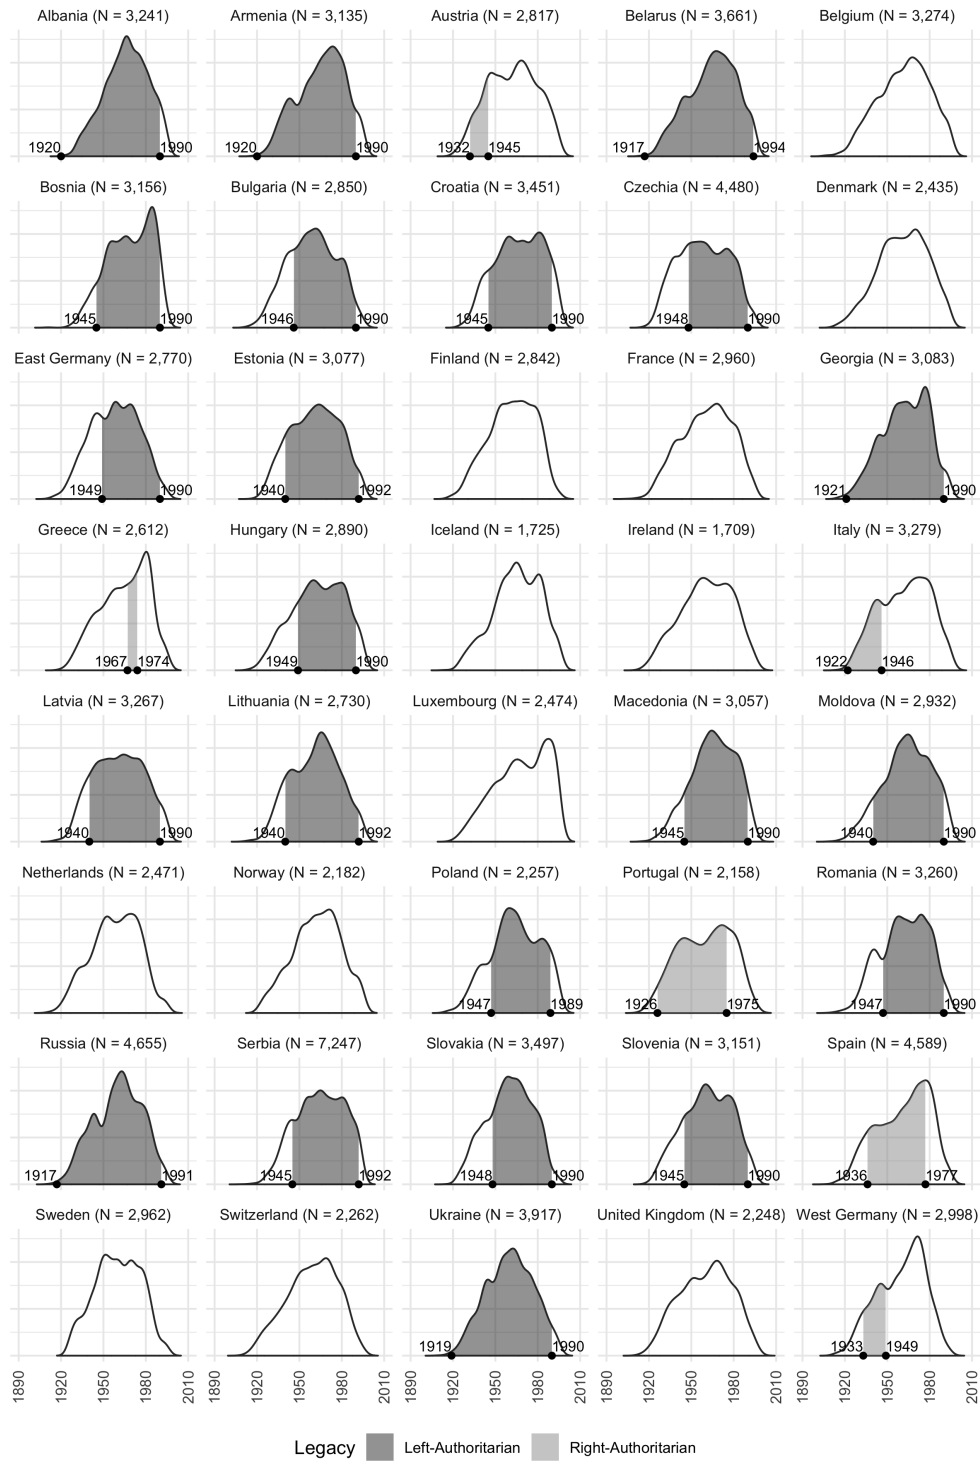 Albania (N = 3,241) Armenia (N = 3,135) Austria (N = 2,817) Belarus (N = 3,661) Belgium (N = 3,274)
1920 1990 1920 1990 1932 1945 1917 1994
Bosnia (N = 3,156) Bulgaria (N = 2,850) Croatia (N = 3,451) Czechia (N = 4,480) Denmark (N = 2,435)
1945 1990 1946 1990 1945 1990 1948 1990
East Germany (N = 2,770) Estonia (N = 3,077) Finland (N = 2,842) France (N = 2,960) Georgia (N = 3,083)
1949 1990 1940 1992 1921 1990
Greece (N = 2,612) Hungary (N = 2,890) Iceland (N = 1,725) Ireland (N = 1,709) Italy (N = 3,279)
1967 1974 1949 1990 1922 1946
Latvia (N = 3,267) Lithuania (N = 2,730) Luxembourg (N = 2,474) Macedonia (N = 3,057) Moldova (N = 2,932)
1940 1990 1940 1992 1945 1990 1940 1990
Netherlands (N = 2,471) Norway (N = 2,182) Poland (N = 2,257) Portugal (N = 2,158) Romania (N = 3,260)
1947 1989 1926 1975 1947 1990
Russia (N = 4,655) Serbia (N = 7,247) Slovakia (N = 3,497) Slovenia (N = 3,151) Spain (N = 4,589)
1917 1991 1945 1992 1948 1990 1945 1990 1936 1977
Sweden (N = 2,962) Switzerland (N = 2,262) Ukraine (N = 3,917) United Kingdom (N = 2,248) West Germany (N = 2,998)
1919 1990 1933 1949
1890 1920 1950 1980 2010 1890 1920 1950 1980 2010 1890 1920 1950 1980 2010 1890 1920 1950 1980 2010 1890 1920 1950 1980 2010
Legacy Left-Authoritarian Right-Authoritarian